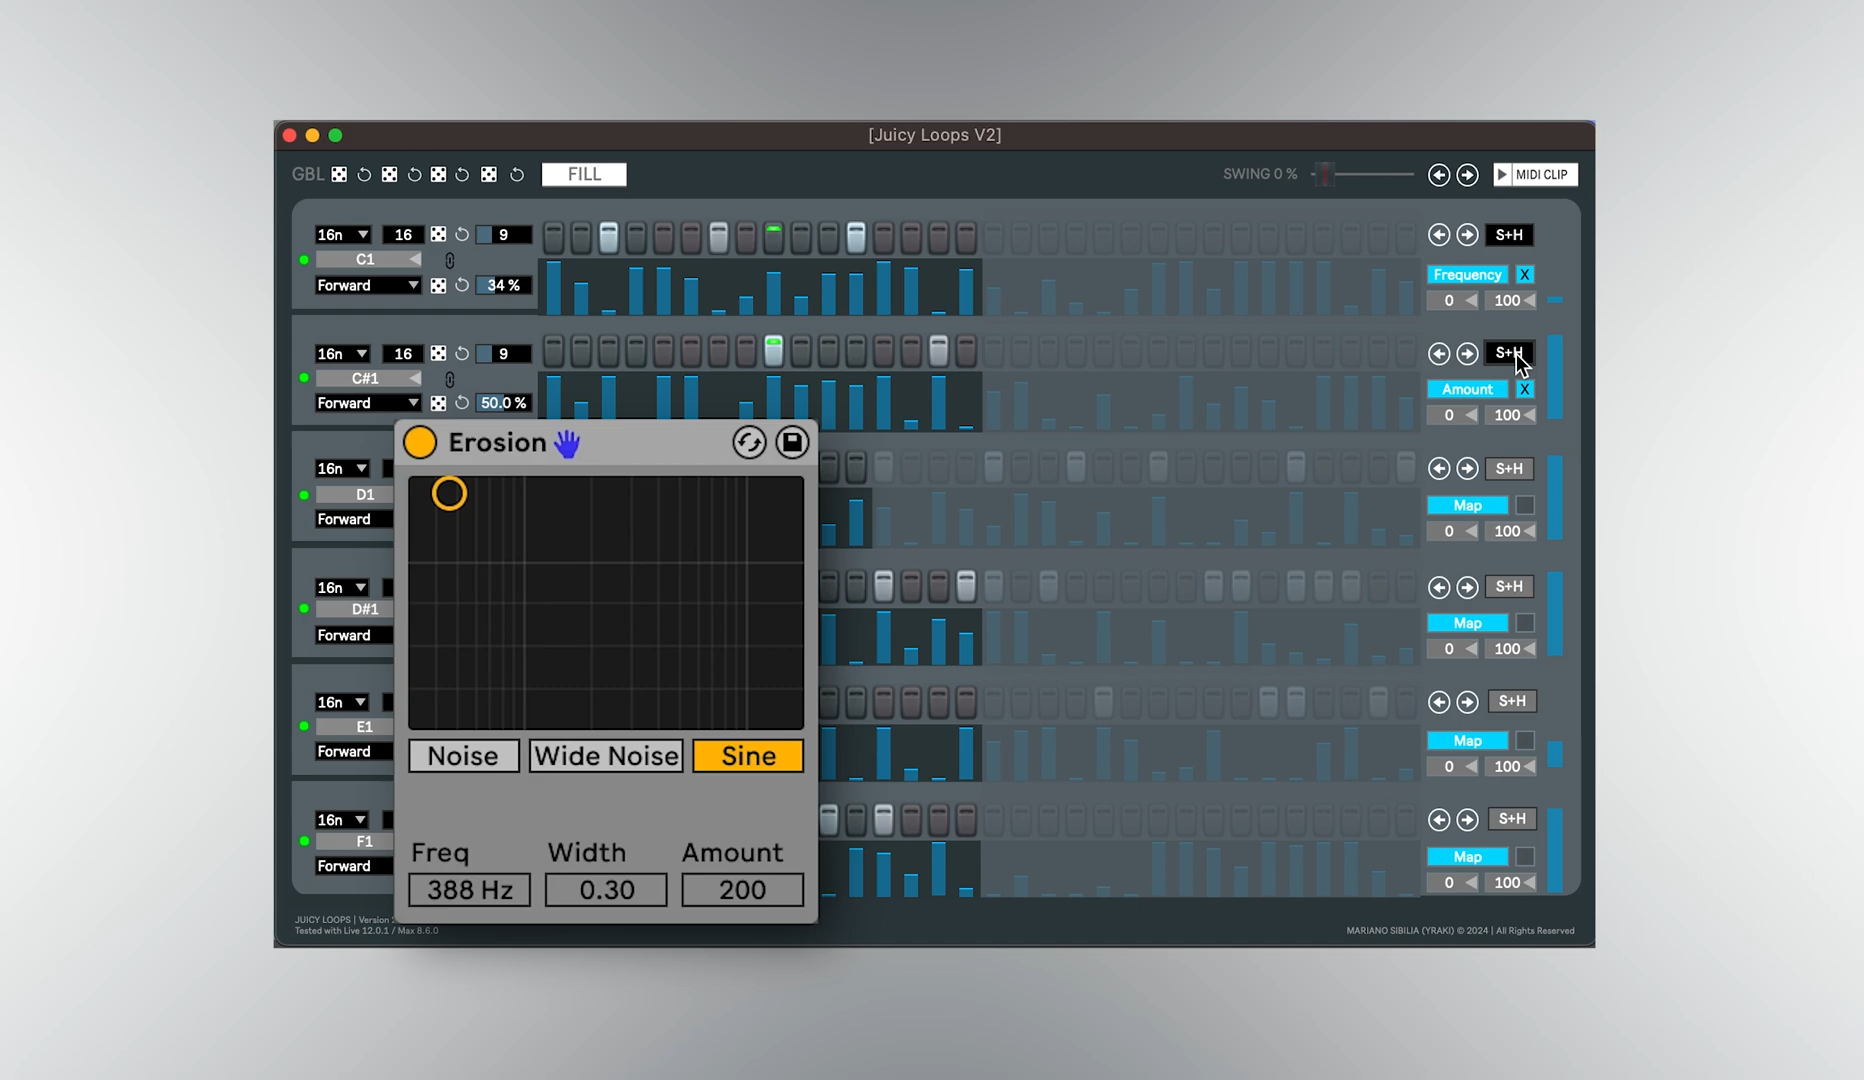 [Juicy Loops V2]
GBL FILL SWING 0 % MIDI CLIP
16n 16 9 S+H
C1 Frequency X
Forward 34 % 0 100
16n 16 9 S+H
C#1 Amount X
Forward 50.0 % 0 100
16n S+H
D1 Map
Forward 0 100
16n S+H
D#1 Map
Forward 0 100
16n S+H
E1 Map
Forward 0 100
16n S+H
F1 Map
Forward 0 100
Erosion
Noise Wide Noise Sine
Freq Width Amount
388 Hz 0.30 200
JUICY LOOPS | Version
Tested with Live 12.0.1 / Max 8.6.0
MARIANO SIBILIA (YRAKI) © 2024 | All Rights Reserved